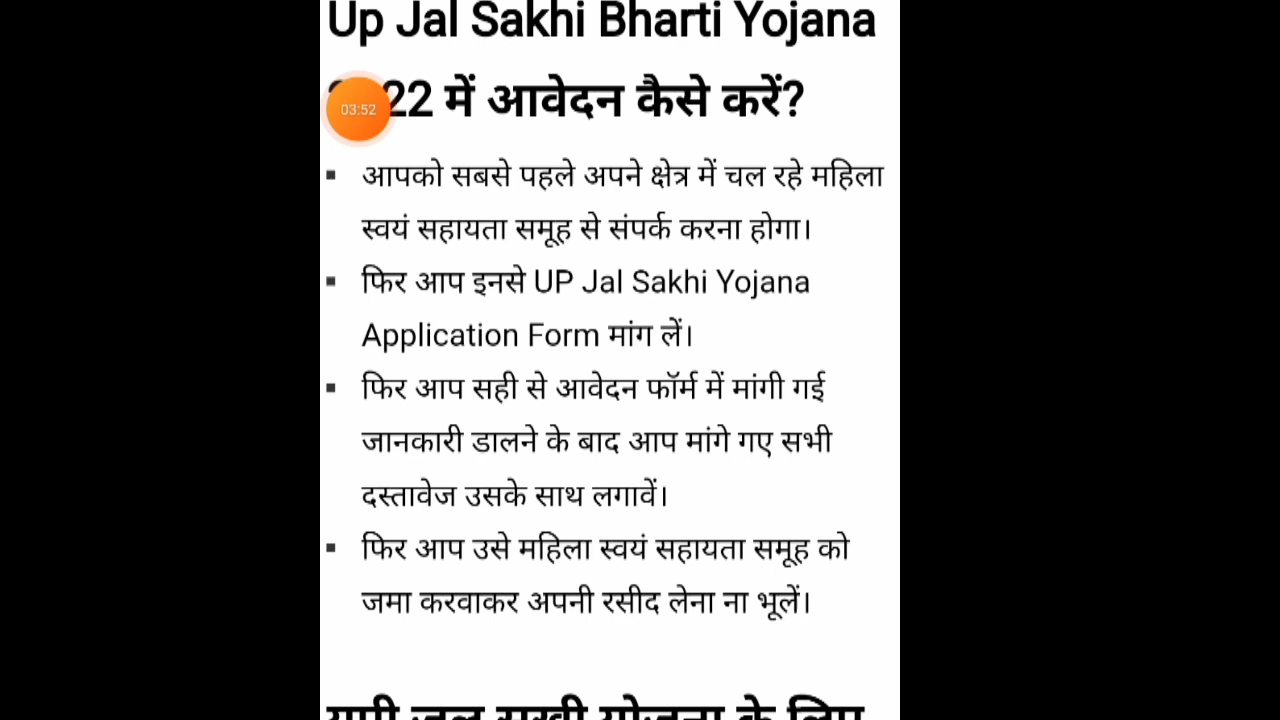 Up Jal Sakhi Bharti Yojana
22 में आवेदन कैसे करें?
03:52
▪ आपको सबसे पहले अपने क्षेत्र में चल रहे महिला
स्वयं सहायता समूह से संपर्क करना होगा।
▪ फिर आप इनसे UP Jal Sakhi Yojana
Application Form मांग लें।
▪ फिर आप सही से आवेदन फॉर्म में मांगी गई
जानकारी डालने के बाद आप मांगे गए सभी
दस्तावेज उसके साथ लगावें।
▪ फिर आप उसे महिला स्वयं सहायता समूह को
जमा करवाकर अपनी रसीद लेना ना भूलें।
यूपी जल सखी योजना के लिए